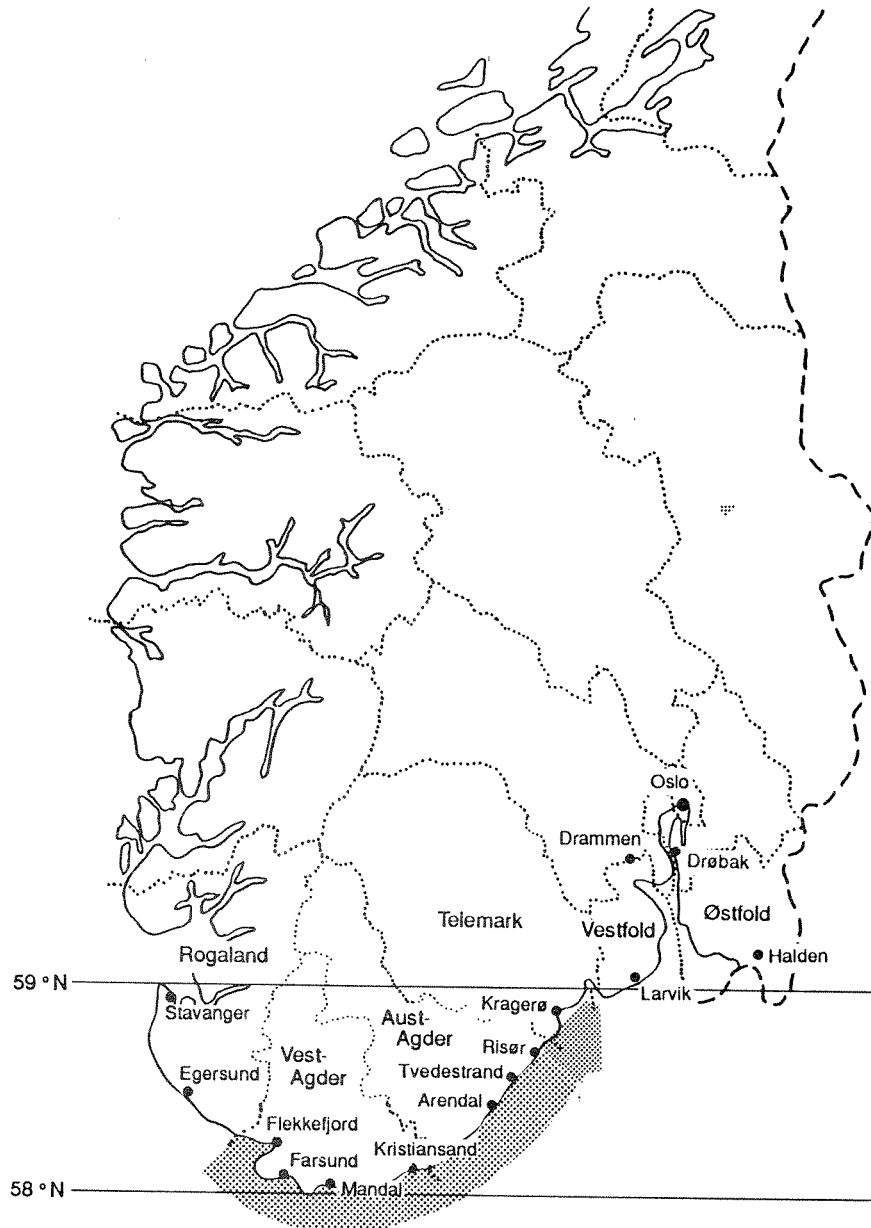 Oslo
Drammen
Drøbak
Telemark
Vestfold
Østfold
Rogaland
Halden
59 ° N
Larvik
Stavanger
Kragerø
Aust-
Agder
Risør
Vest-
Agder
Tvedestrand
Egersund
Arendal
Flekkefjord
Kristiansand
Farsund
Mandal
58 ° N